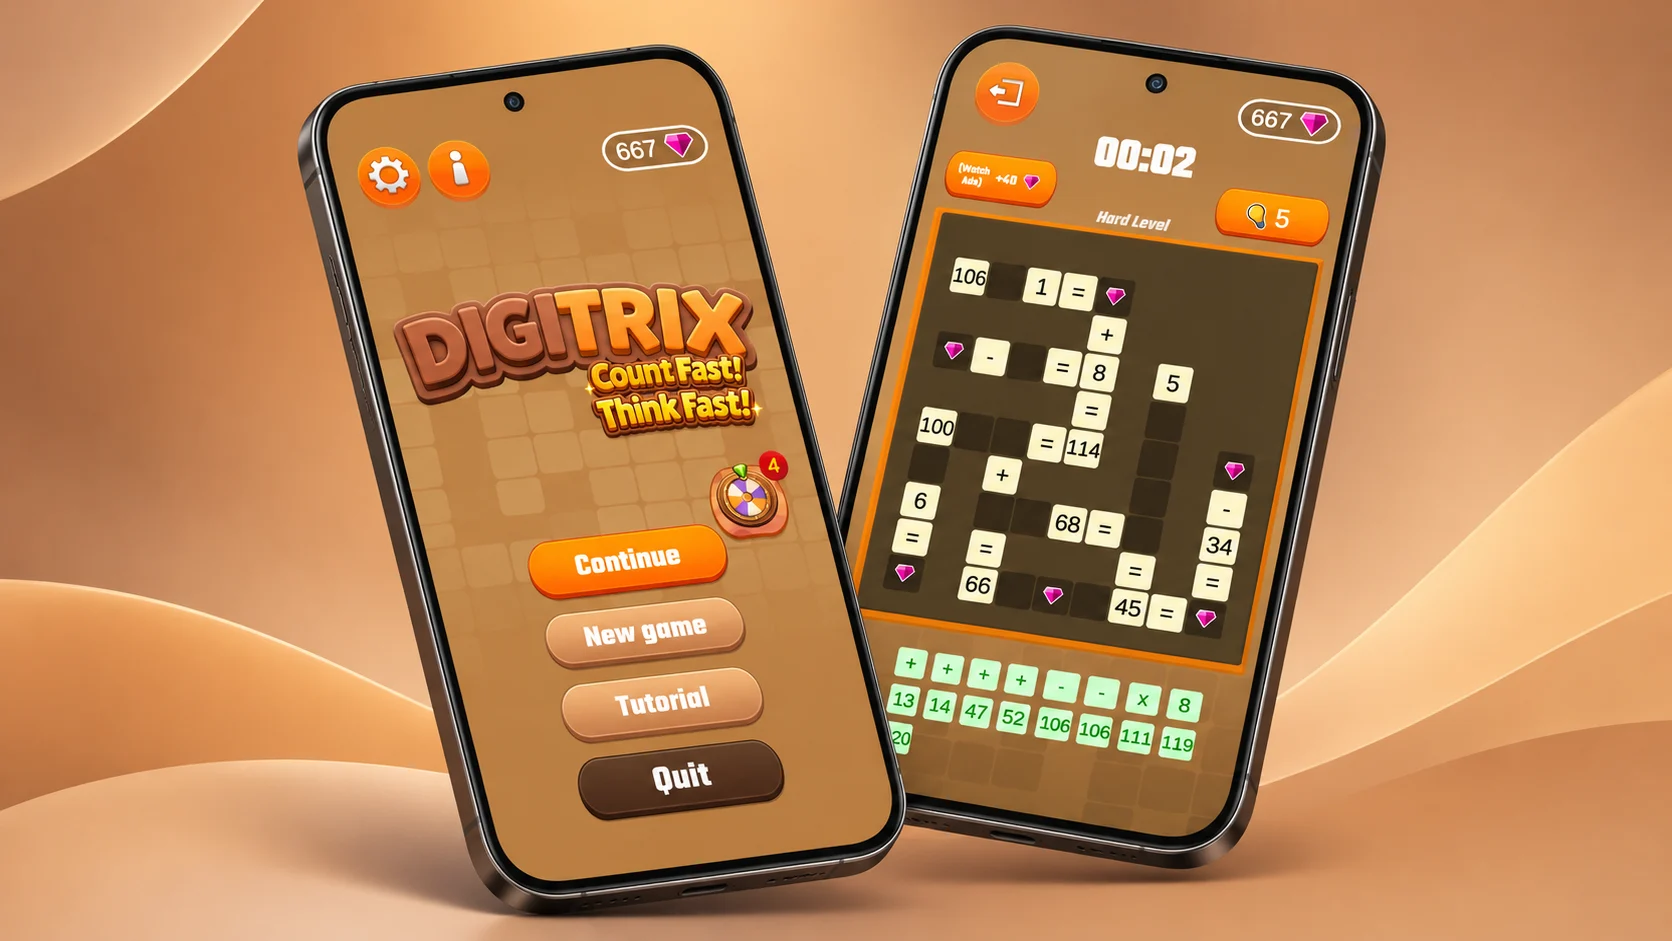 667
DIGITRIX
Count Fast!
Think Fast!
4
Continue
New game
Tutorial
Quit
667
00:02
(Watch
Ads) +40
5
Hard Level
106 1 =
+
- = 8 5
=
100 = 114
+
6 68 = -
= = 34
66 = =
45 =
+ + + + - - x 8
13 14 47 52 106 106 111 119
20